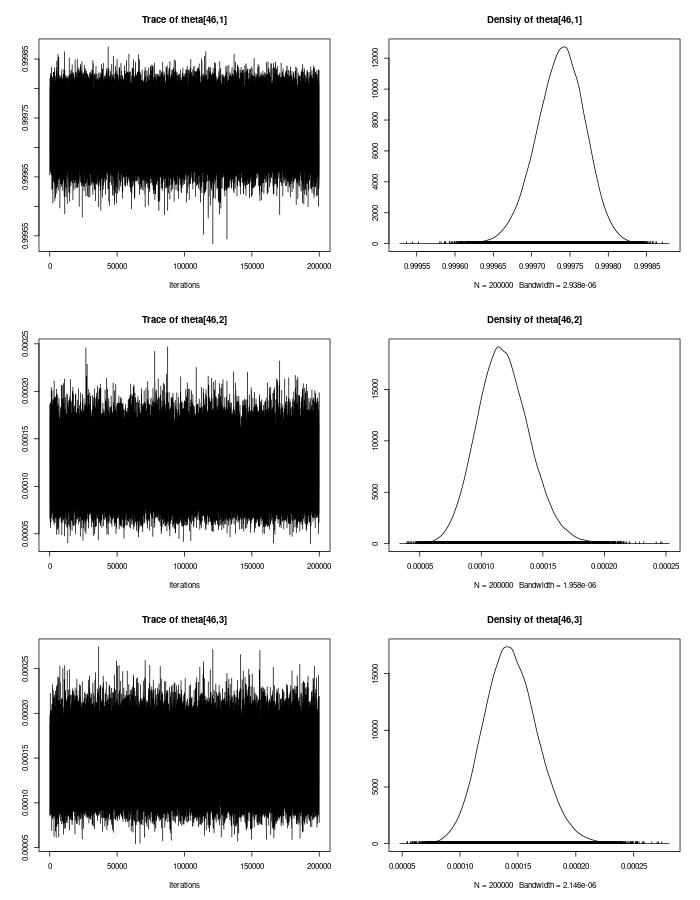 Trace of theta[46,1]
0.99955 0.99965 0.99975 0.99985
0 50000 100000 150000 200000
Iterations
Density of theta[46,1]
0 2000 4000 6000 8000 10000 12000
0.99955 0.99960 0.99965 0.99970 0.99975 0.99980 0.99985
N = 200000 Bandwidth = 2.938e-06
Trace of theta[46,2]
0.00005 0.00010 0.00015 0.00020 0.00025
0 50000 100000 150000 200000
Iterations
Density of theta[46,2]
0 5000 10000 15000
0.00005 0.00010 0.00015 0.00020 0.00025
N = 200000 Bandwidth = 1.958e-06
Trace of theta[46,3]
0.00005 0.00010 0.00015 0.00020 0.00025
0 50000 100000 150000 200000
Iterations
Density of theta[46,3]
0 5000 10000 15000
0.00005 0.00010 0.00015 0.00020 0.00025
N = 200000 Bandwidth = 2.146e-06